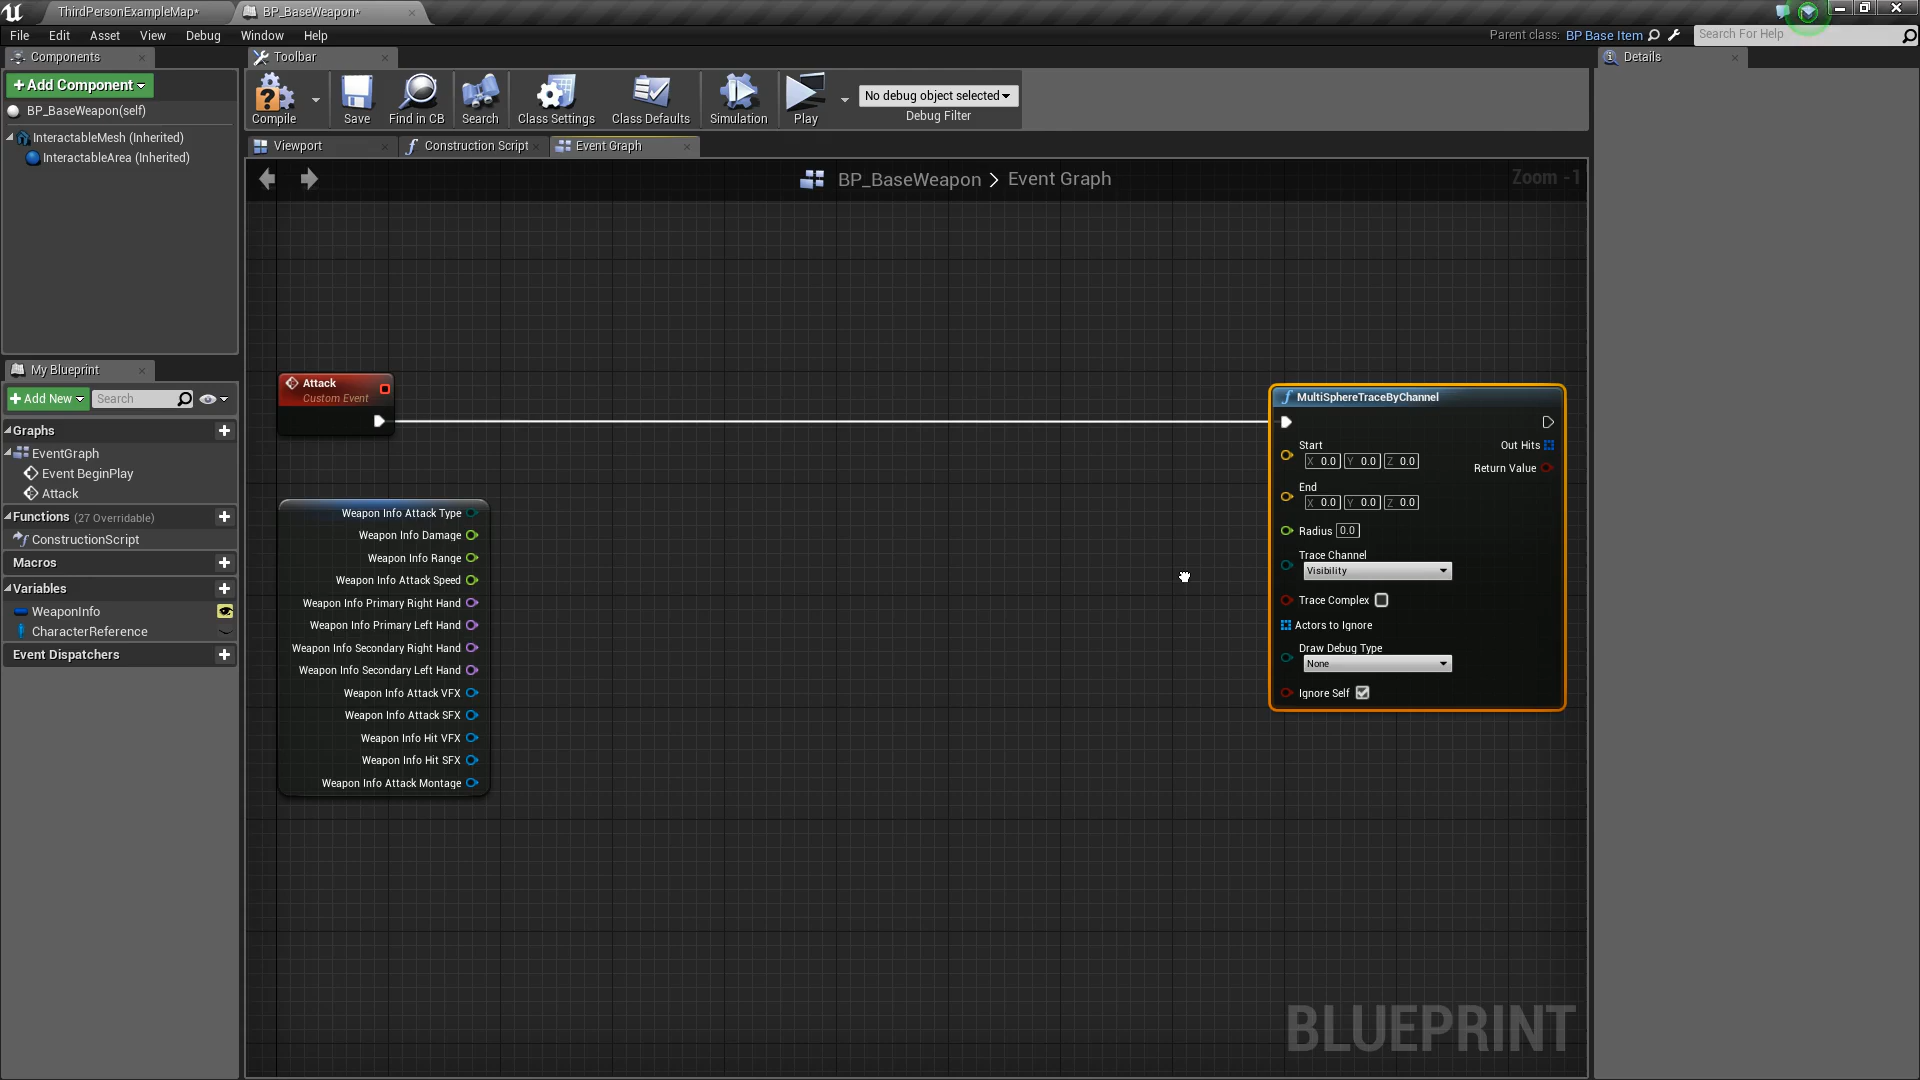 ThirdPersonExampleMap*
BP_BaseWeapon*
File Edit Asset View Debug Window Help
Parent class: BP Base Item
Search For Help
Components
Toolbar
Details
+Add Component
BP_BaseWeapon(self)
InteractableMesh (Inherited)
InteractableArea (Inherited)
Compile
Save
Find in CB
Search
Class Settings
Class Defaults
Simulation
Play
No debug object selected
Debug Filter
Viewport
Construction Script
Event Graph
BP_BaseWeapon > Event Graph
Zoom -1
My Blueprint
+Add New
Search
Graphs
EventGraph
Event BeginPlay
Attack
Functions (27 Overridable)
ConstructionScript
Macros
Variables
WeaponInfo
CharacterReference
Event Dispatchers
Attack
Custom Event
Weapon Info Attack Type
Weapon Info Damage
Weapon Info Range
Weapon Info Attack Speed
Weapon Info Primary Right Hand
Weapon Info Primary Left Hand
Weapon Info Secondary Right Hand
Weapon Info Secondary Left Hand
Weapon Info Attack VFX
Weapon Info Attack SFX
Weapon Info Hit VFX
Weapon Info Hit SFX
Weapon Info Attack Montage
MultiSphereTraceByChannel
Start
X 0.0 Y 0.0 Z 0.0
Out Hits
Return Value
End
X 0.0 Y 0.0 Z 0.0
Radius 0.0
Trace Channel
Visibility
Trace Complex
Actors to Ignore
Draw Debug Type
None
Ignore Self
BLUEPRINT